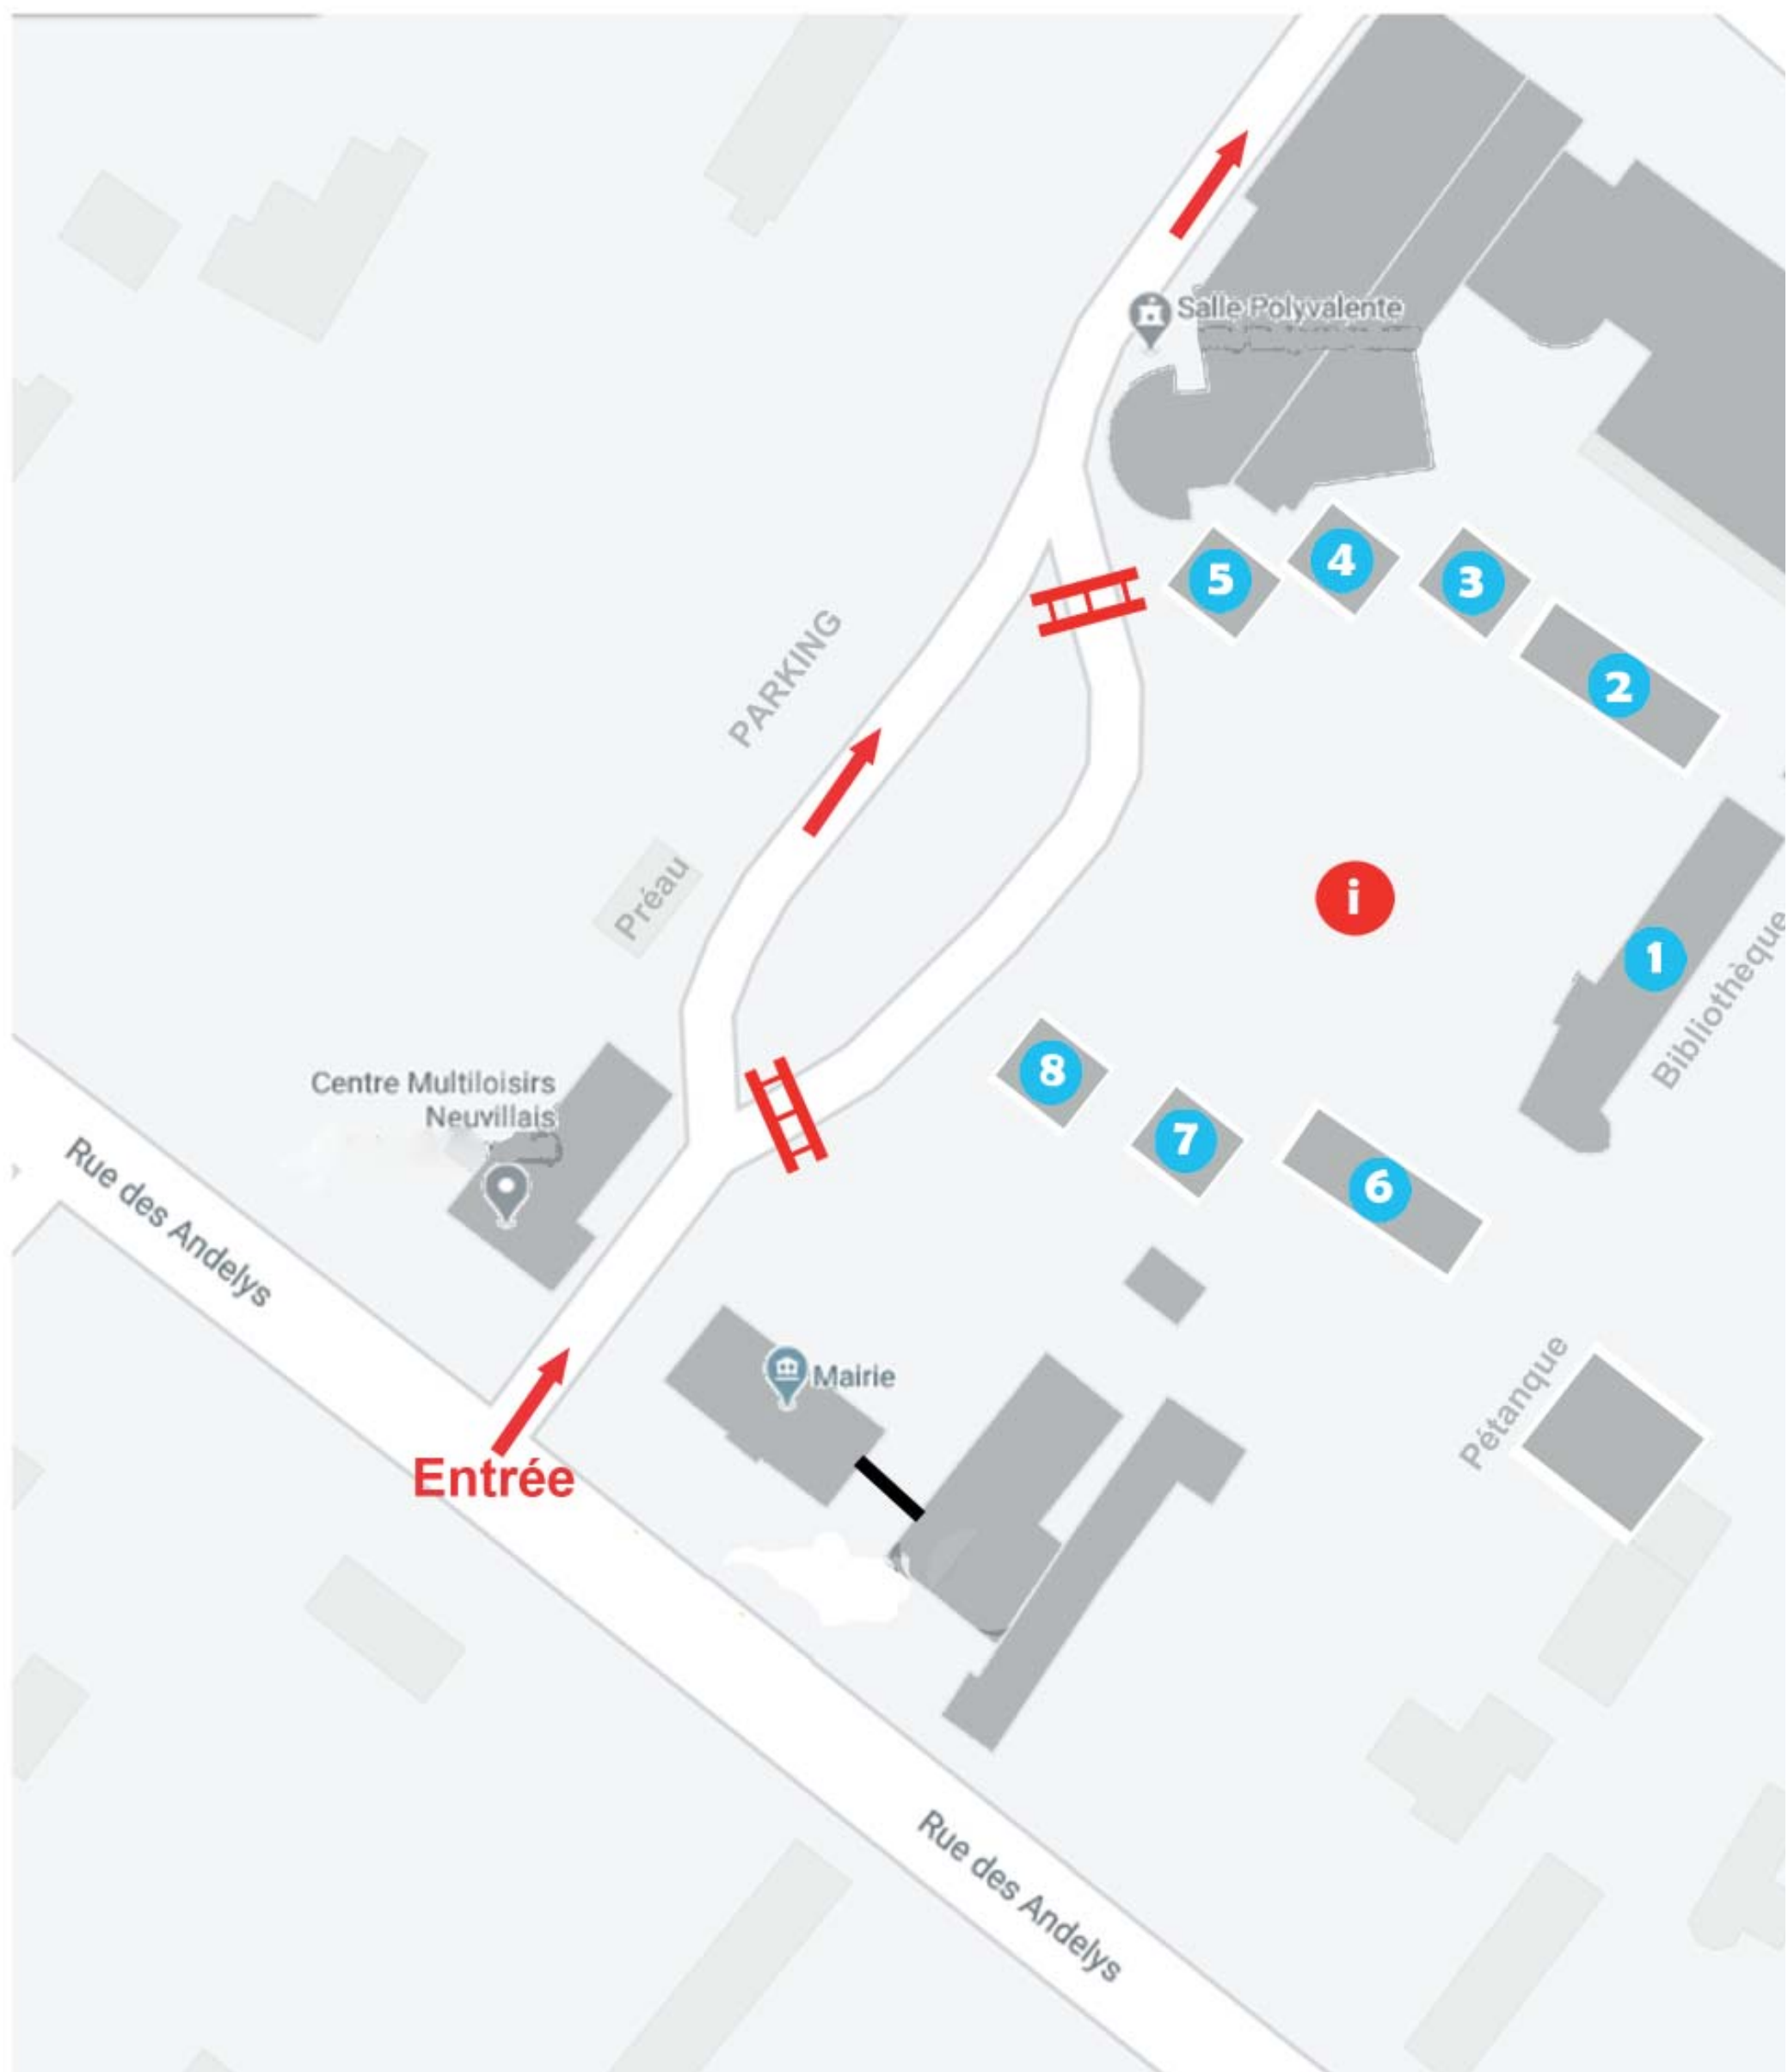 Salle Polyvalente
5
4
3
2
PARKING
Préau
i
1
Bibliothèque
8
7
6
Centre Multiloisirs
Neuvillais
Rue des Andelys
Mairie
Pétanque
Entrée
Rue des Andelys